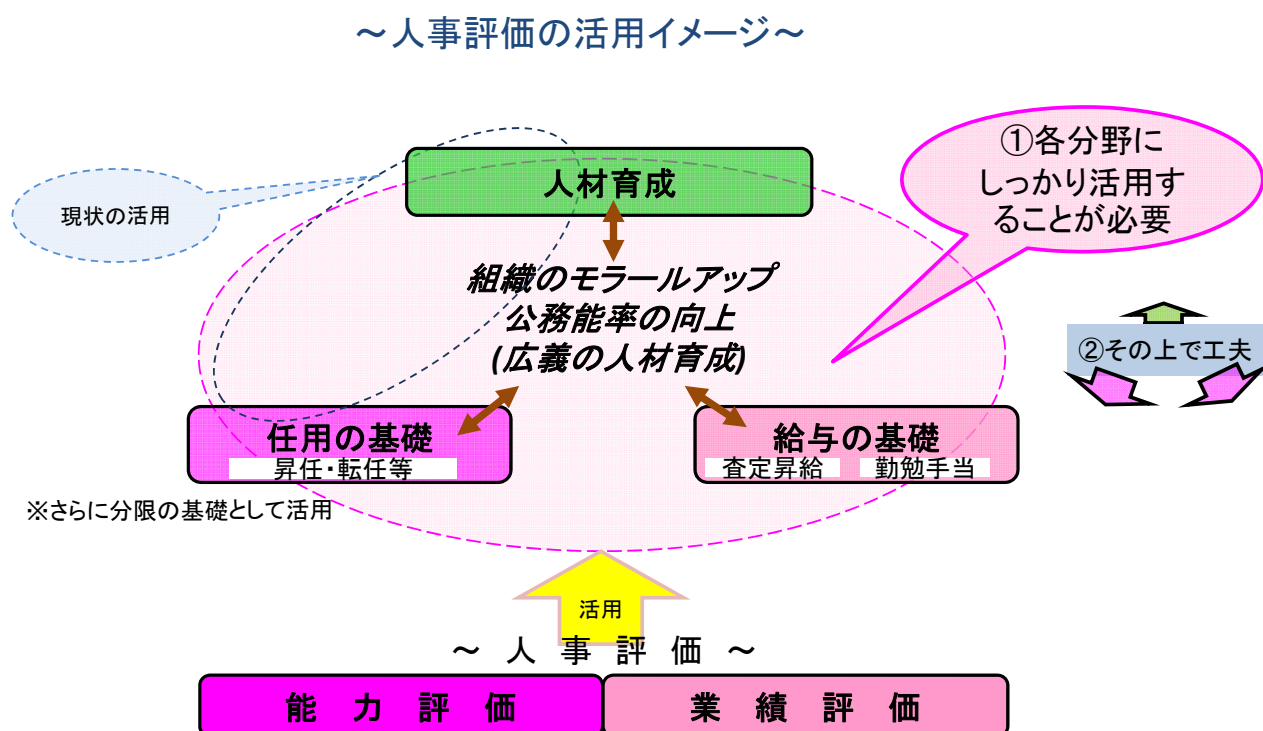 ～人事評価の活用イメージ～
①各分野に
しっかり活用す
ることが必要
人材育成
現状の活用
組織のモラールアップ
公務能率の向上
(広義の人材育成)
②その上で工夫
任用の基礎
昇任・転任等
給与の基礎
査定昇給 勤勉手当
※さらに分限の基礎として活用
活用
～ 人 事 評 価 ～
能 力 評 価
業 績 評 価